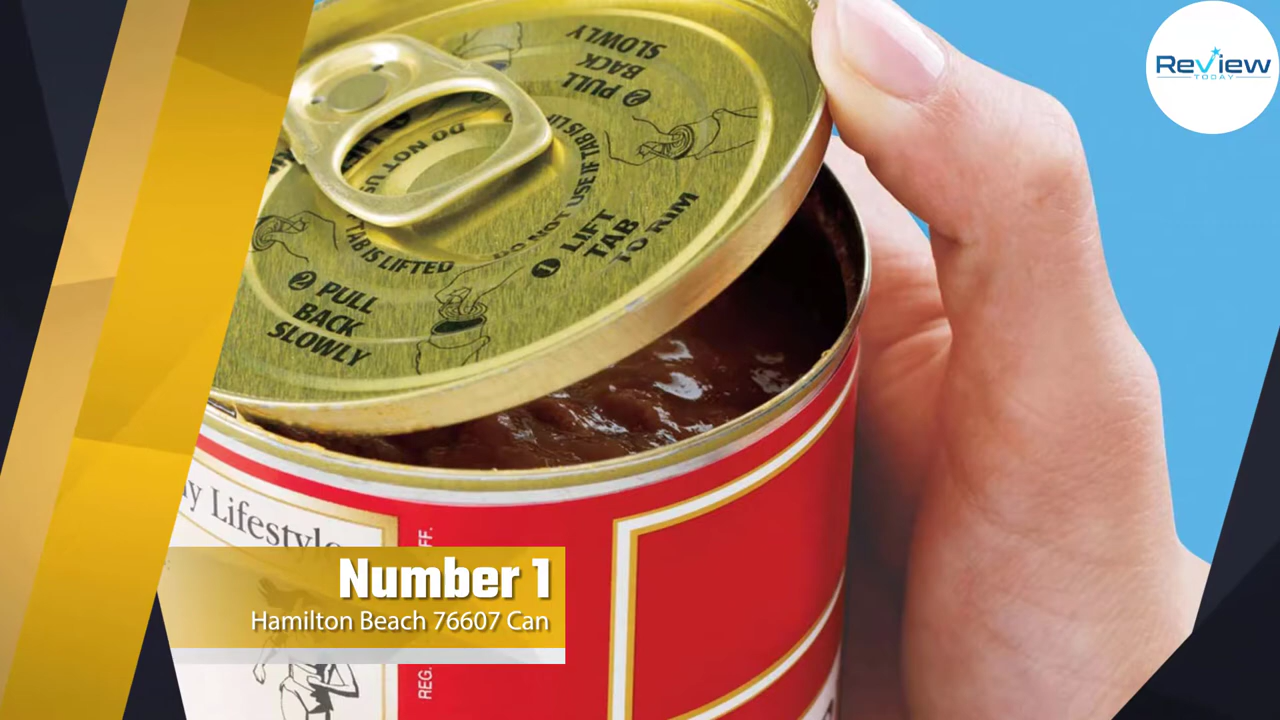 Review
TODAY
② PULL
BACK
SLOWLY
DO NOT USE IF TAB IS LIFTED
① LIFT
TAB
TO RIM
② PULL
BACK
SLOWLY
Lifestyle
REG.
Number 1
Hamilton Beach 76607 Can